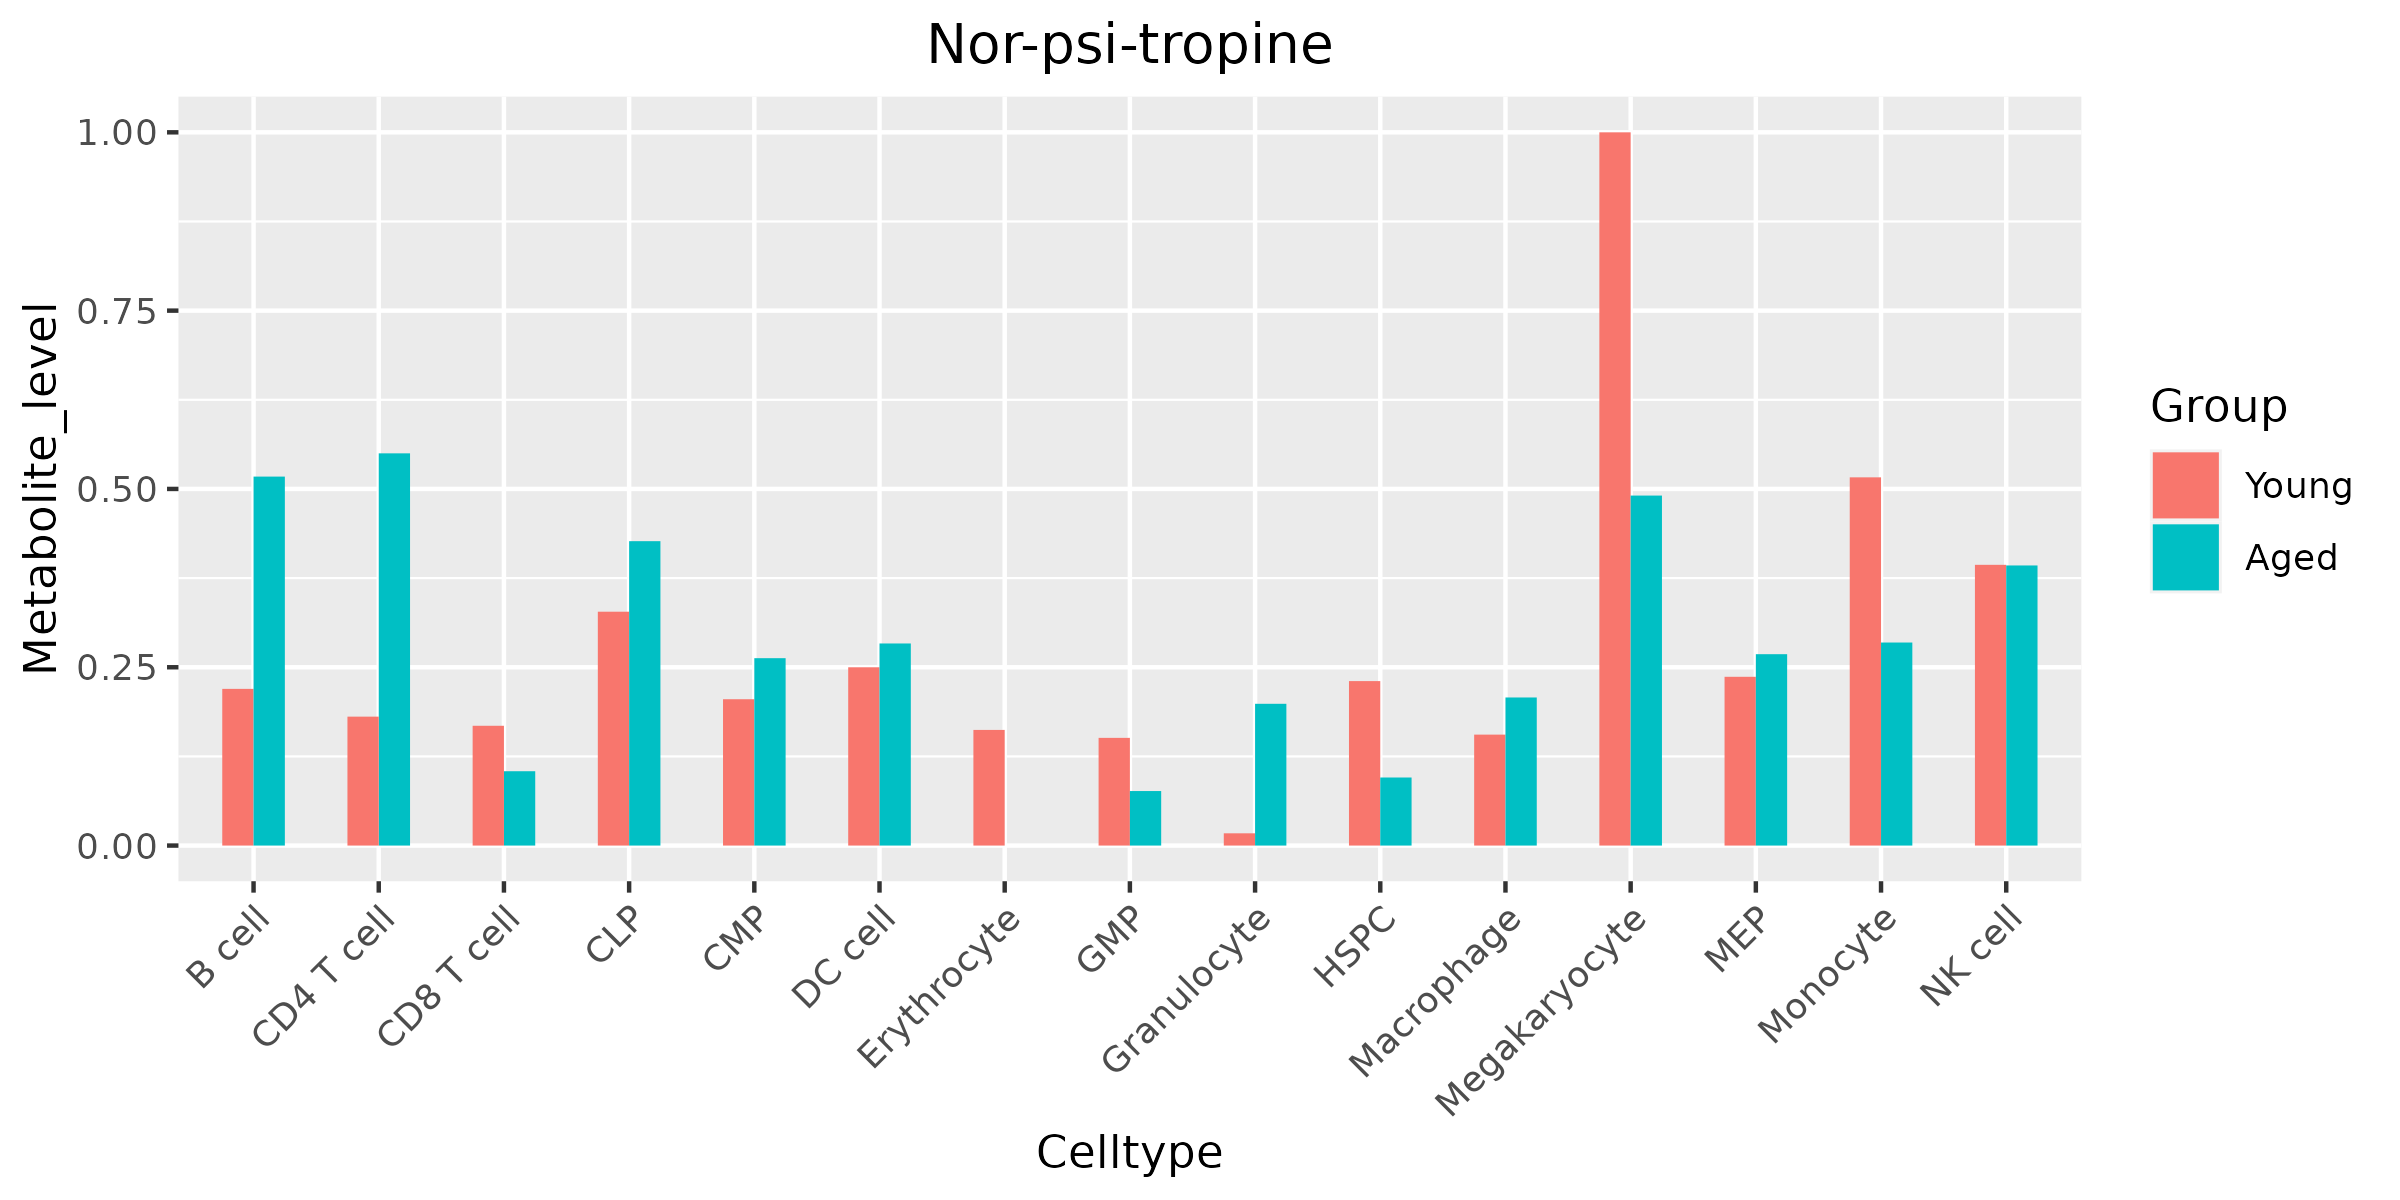 Nor-psi-tropine
Metabolite_level
1.00
0.75
0.50
0.25
0.00
B cell
CD4 T cell
CD8 T cell
CLP
CMP
DC cell
Erythrocyte
GMP
Granulocyte
HSPC
Macrophage
Megakaryocyte
MEP
Monocyte
NK cell
Celltype
Group
Young
Aged